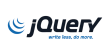 jQuery
write less, do more.